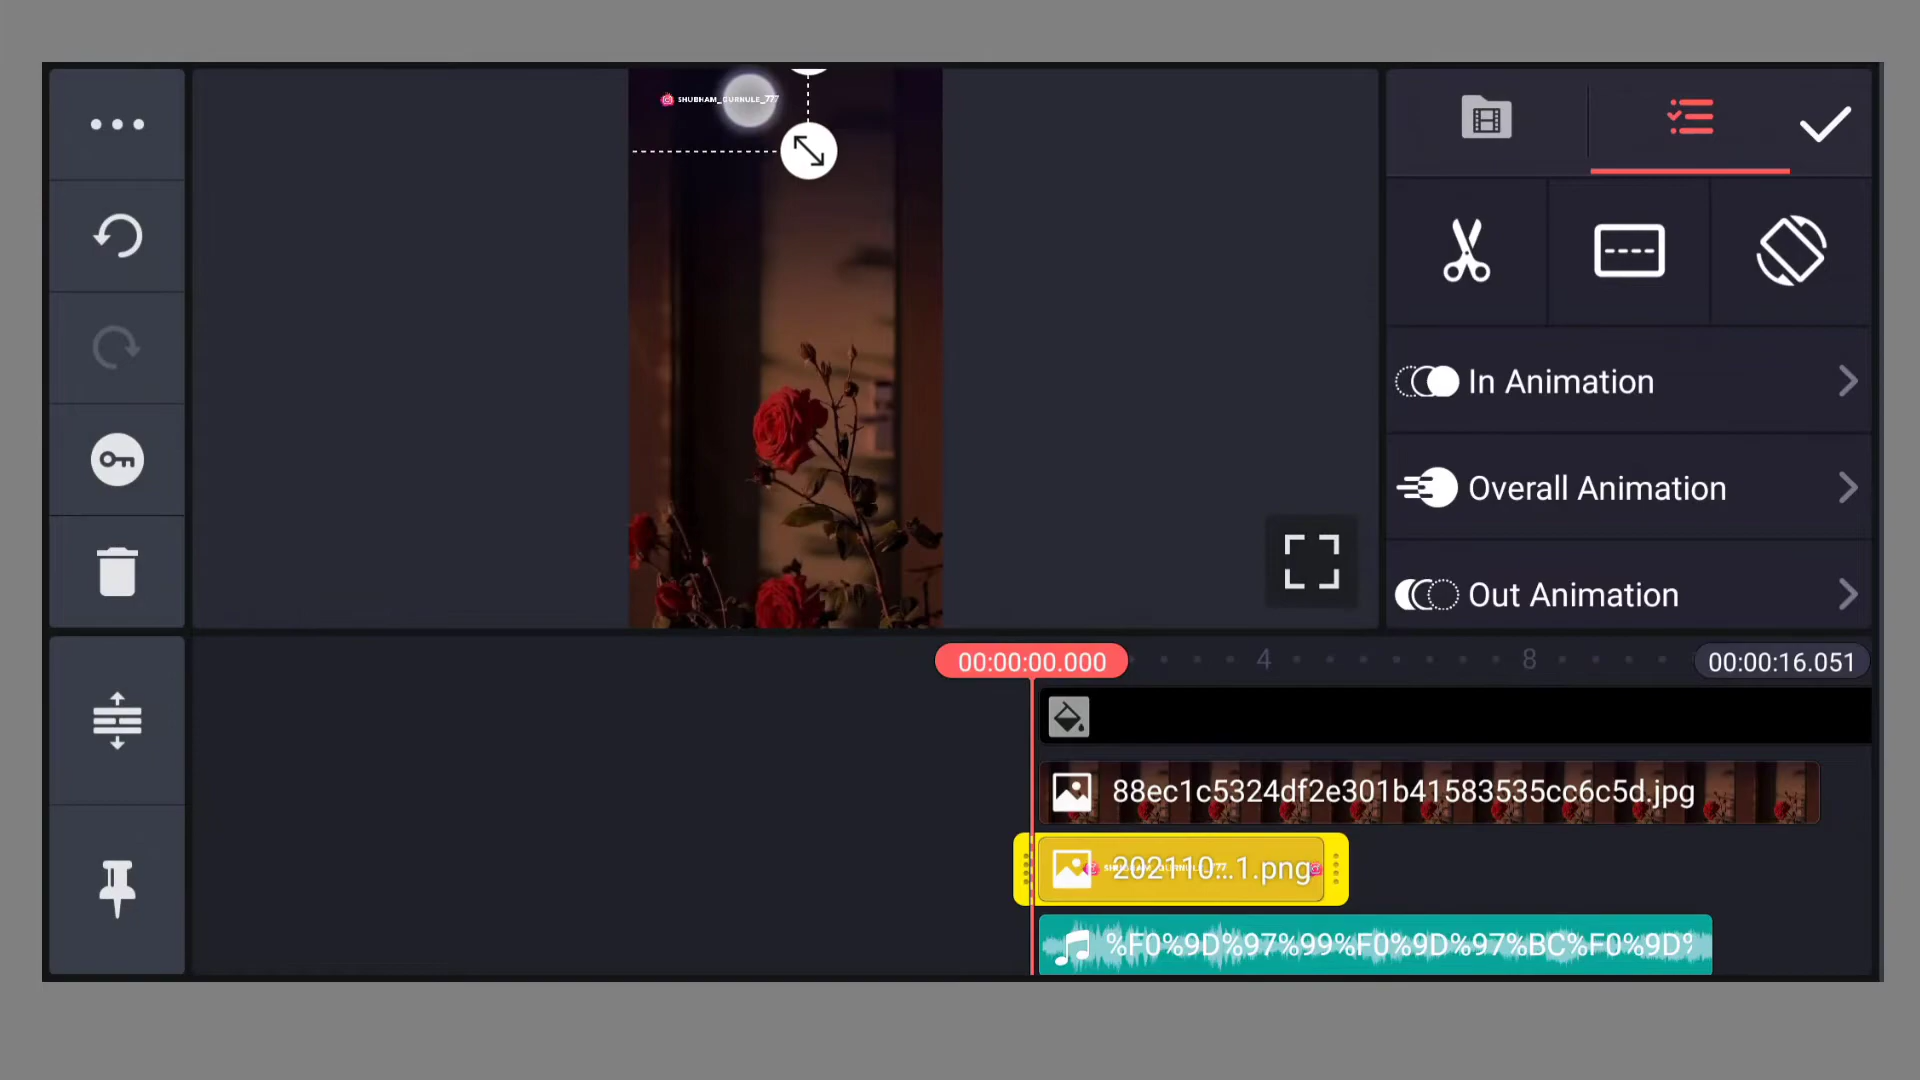 SHUBHAM_GURNULE_777
In Animation
Overall Animation
Out Animation
00:00:00.000
4
8
00:00:16.051
88ec1c5324df2e301b41583535cc6c5d.jpg
202110...1.png
%F0%9D%97%99%F0%9D%97%BC%F0%9D%